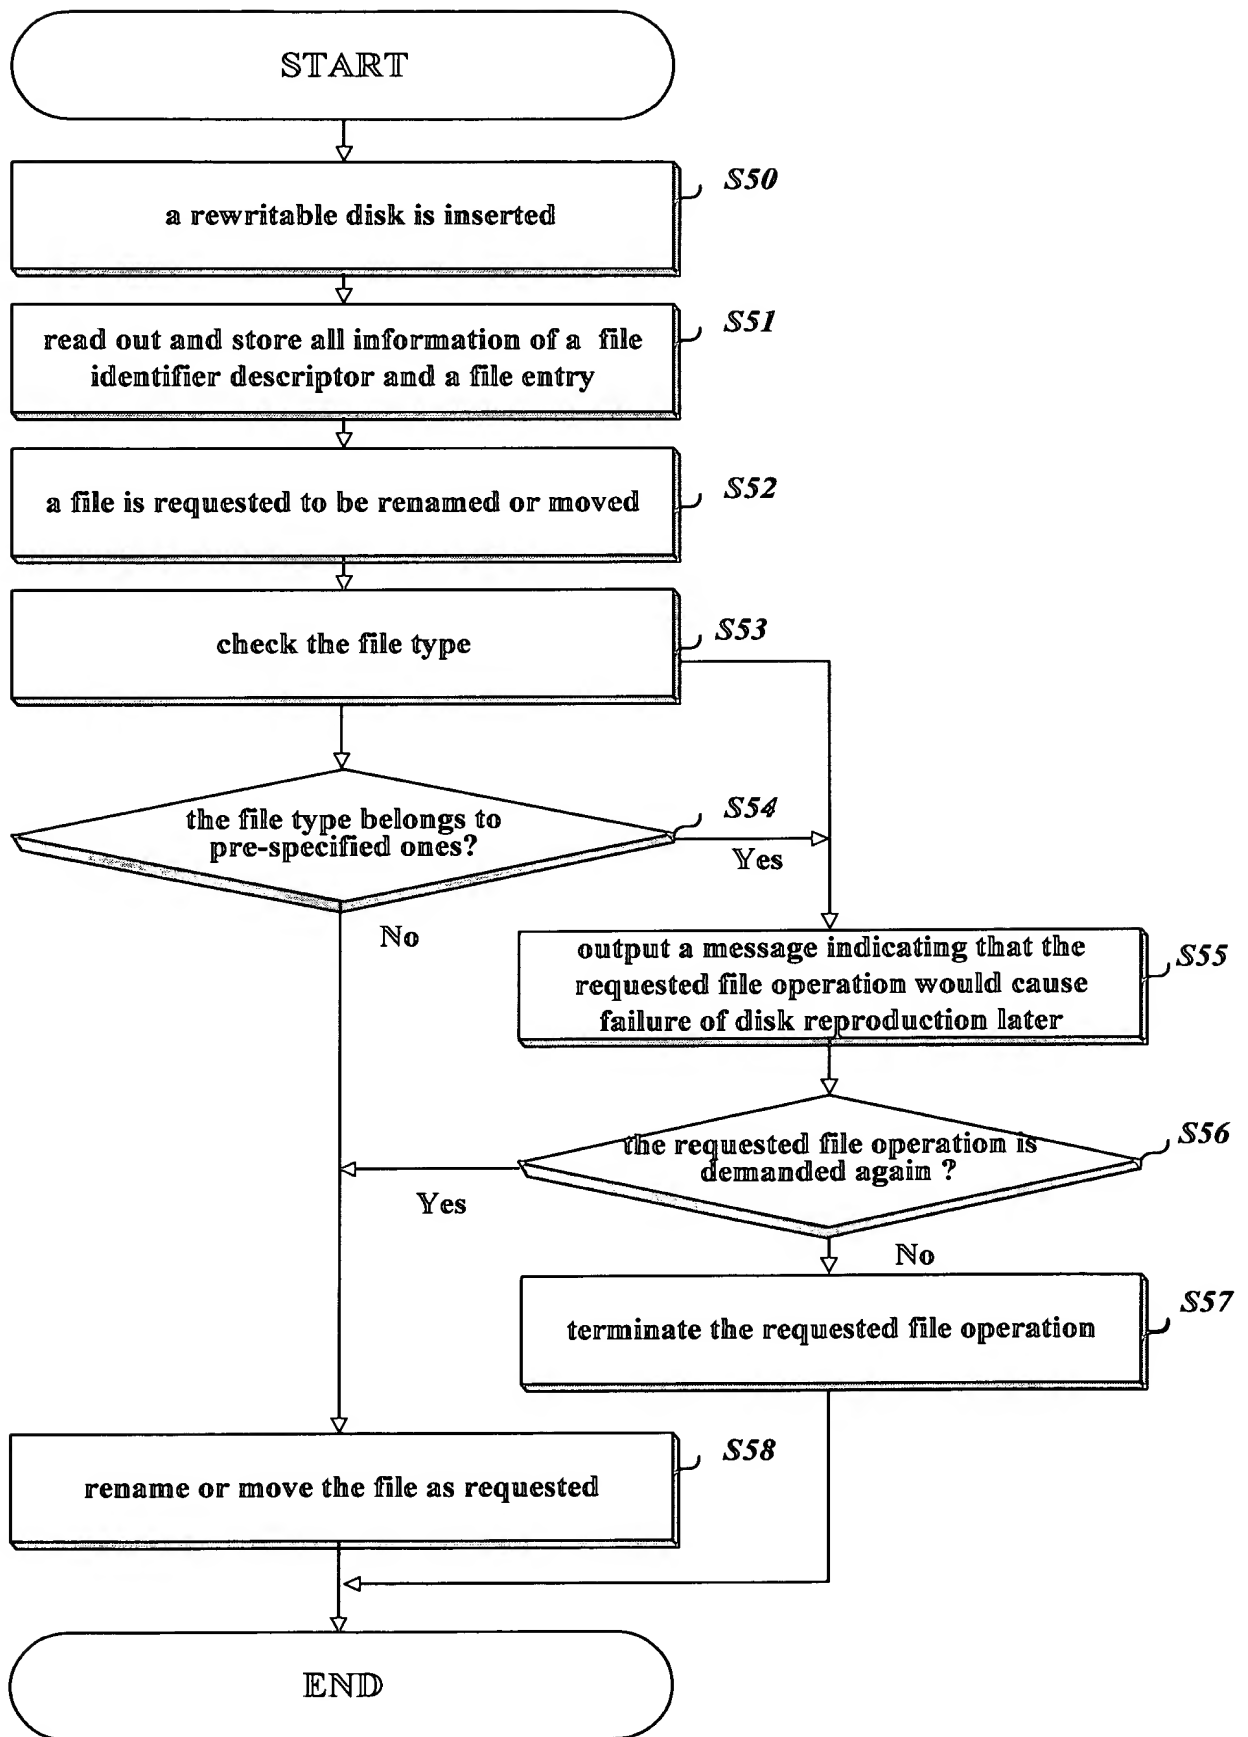 START
a rewritable disk is inserted
S50
read out and store all information of a file
identifier descriptor and a file entry
S51
a file is requested to be renamed or moved
S52
check the file type
S53
the file type belongs to
pre-specified ones?
S54
Yes
No
output a message indicating that the
requested file operation would cause
failure of disk reproduction later
S55
the requested file operation is
demanded again ?
S56
Yes
No
terminate the requested file operation
S57
rename or move the file as requested
S58
END